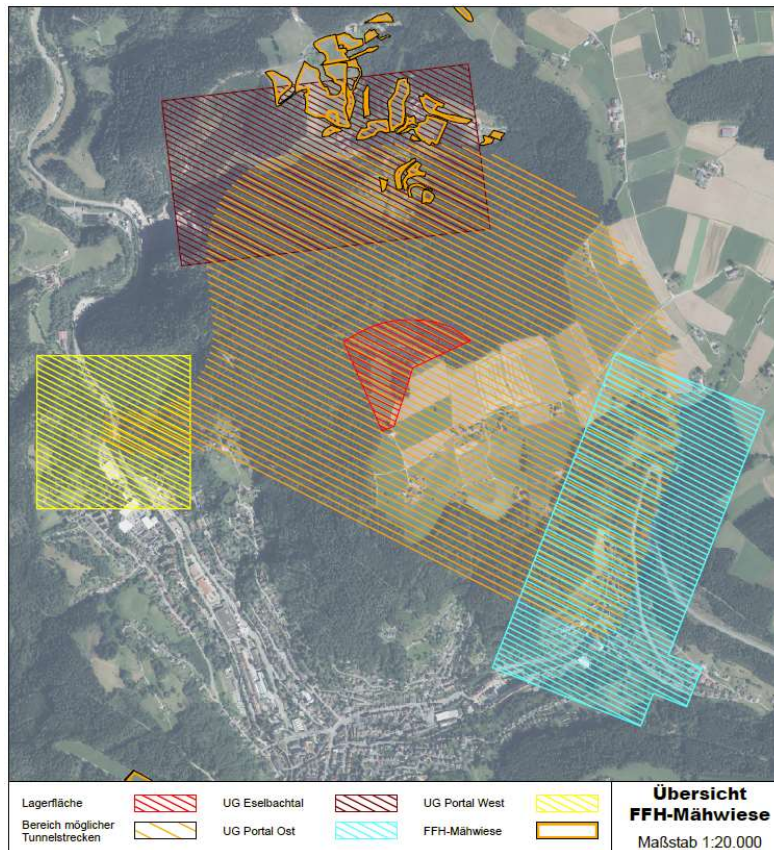 Lagerfläche
UG Eselbachtal
UG Portal West
Bereich möglicher
Tunnelstrecken
UG Portal Ost
FFH-Mähwiese
Übersicht
FFH-Mähwiese
Maßstab 1:20.000